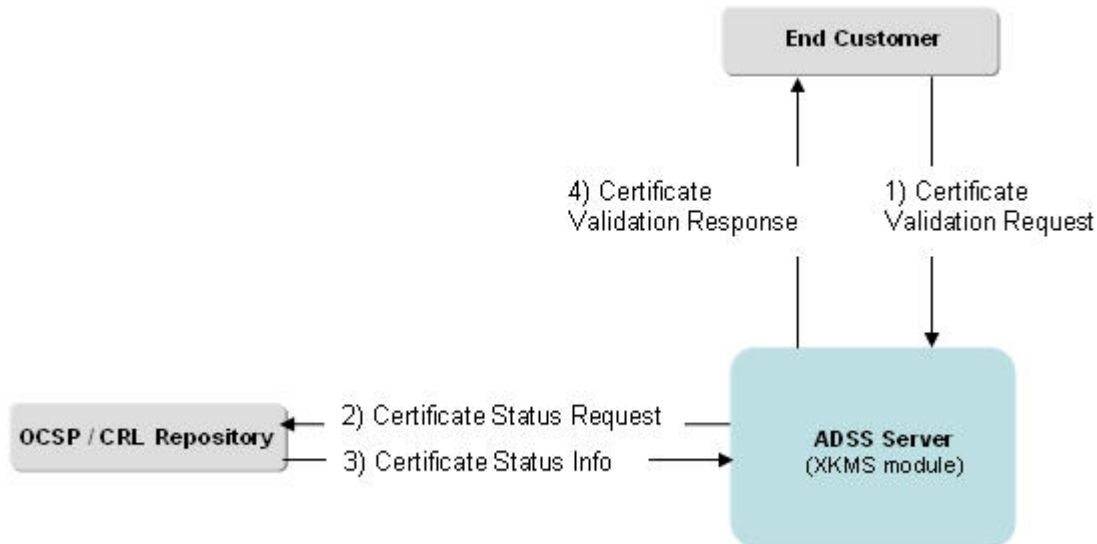 End Customer
4) Certificate
Validation Response
1) Certificate
Validation Request
OCSP / CRL Repository
2) Certificate Status Request
3) Certificate Status Info
ADSS Server
(XKMS module)